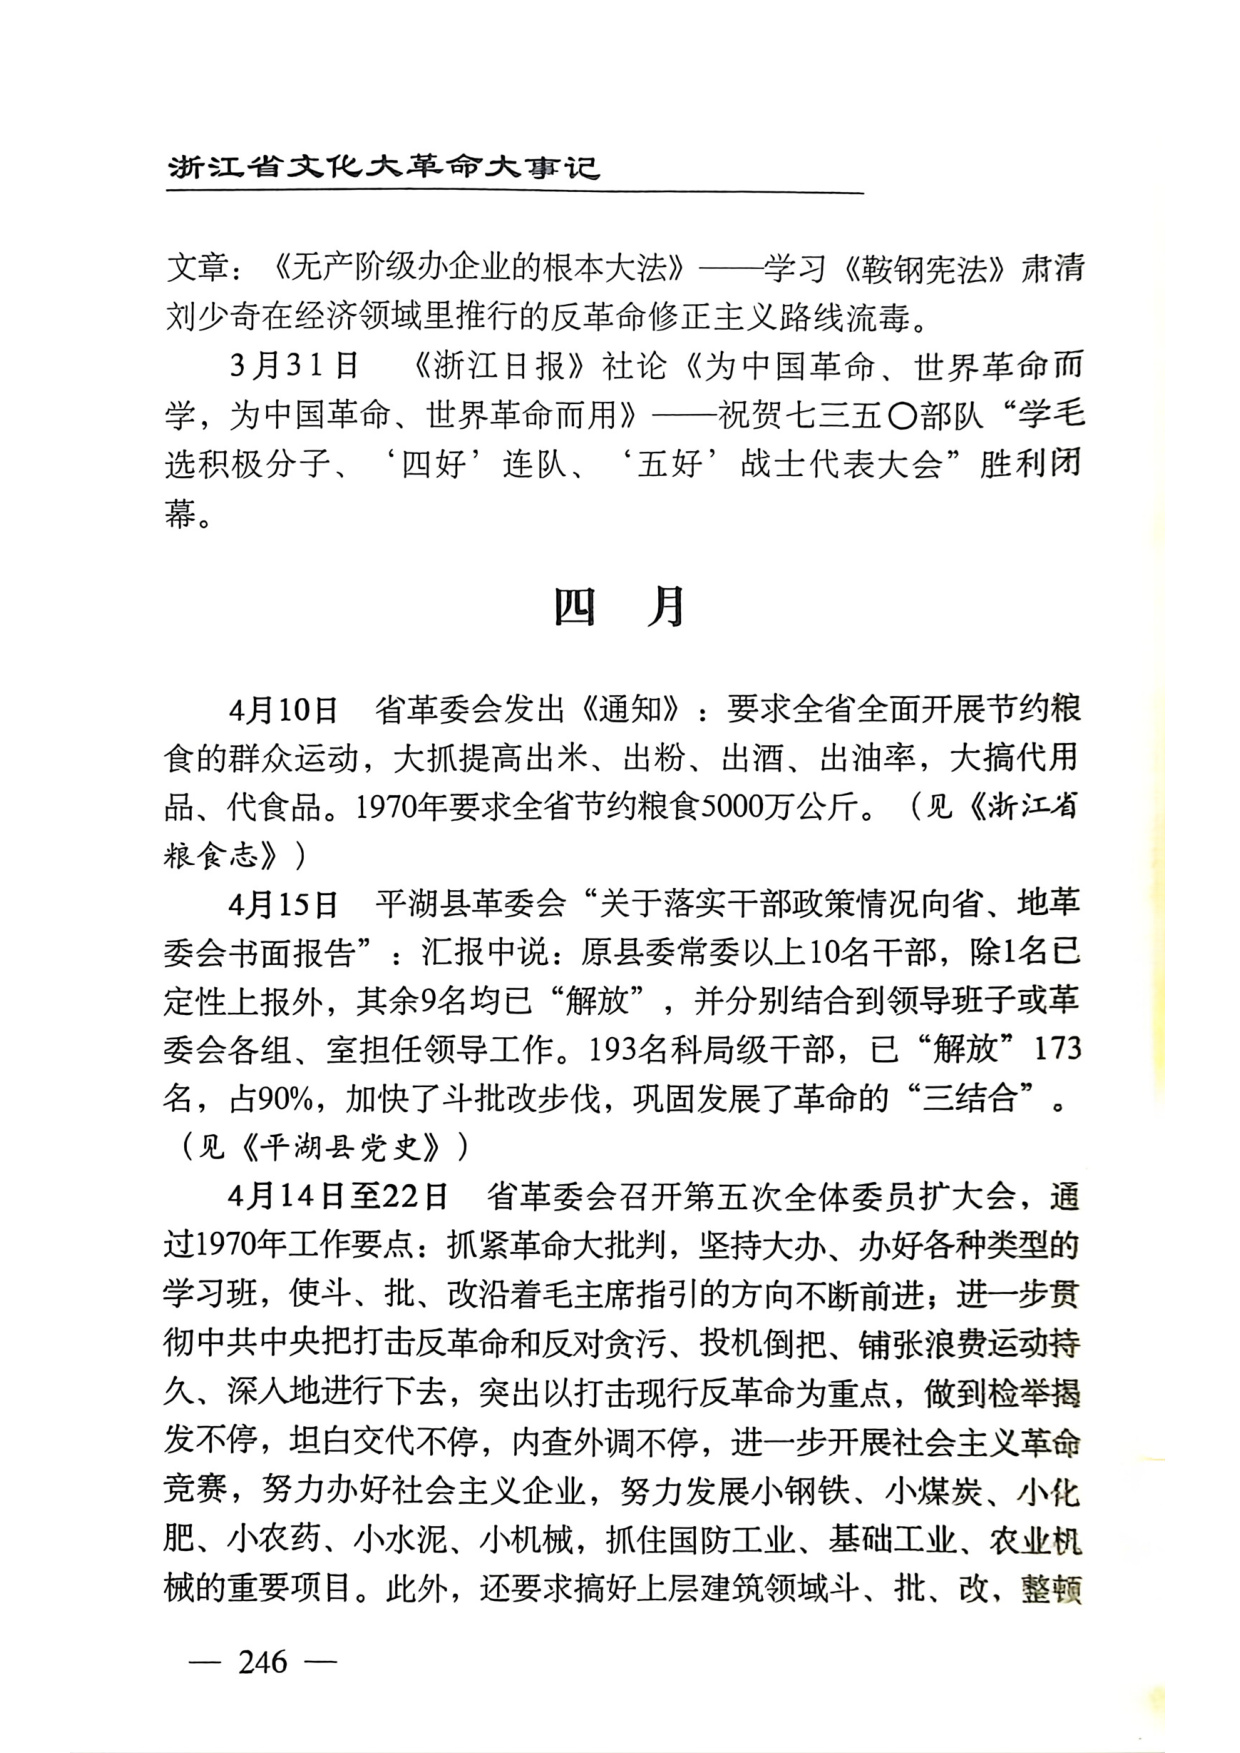 浙江省文化大革命大事记
文章：《无产阶级办企业的根本大法》——学习《鞍钢宪法》肃清
刘少奇在经济领域里推行的反革命修正主义路线流毒。
3月31日　《浙江日报》社论《为中国革命、世界革命而
学，为中国革命、世界革命而用》——祝贺七三五〇部队“学毛
选积极分子、‘四好’连队、‘五好’战士代表大会”胜利闭
幕。
四　月
4月10日　省革委会发出《通知》：要求全省全面开展节约粮
食的群众运动，大抓提高出米、出粉、出酒、出油率，大搞代用
品、代食品。1970年要求全省节约粮食5000万公斤。（见《浙江省
粮食志》）
4月15日　平湖县革委会“关于落实干部政策情况向省、地革
委会书面报告”：汇报中说：原县委常委以上10名干部，除1名已
定性上报外，其余9名均已“解放”，并分别结合到领导班子或革
委会各组、室担任领导工作。193名科局级干部，已“解放”173
名，占90%，加快了斗批改步伐，巩固发展了革命的“三结合”。
（见《平湖县党史》）
4月14日至22日　省革委会召开第五次全体委员扩大会，通
过1970年工作要点：抓紧革命大批判，坚持大办、办好各种类型的
学习班，使斗、批、改沿着毛主席指引的方向不断前进；进一步贯
彻中共中央把打击反革命和反对贪污、投机倒把、铺张浪费运动持
久、深入地进行下去，突出以打击现行反革命为重点，做到检举揭
发不停，坦白交代不停，内查外调不停，进一步开展社会主义革命
竞赛，努力办好社会主义企业，努力发展小钢铁、小煤炭、小化
肥、小农药、小水泥、小机械，抓住国防工业、基础工业、农业机
械的重要项目。此外，还要求搞好上层建筑领域斗、批、改，整顿
— 246 —